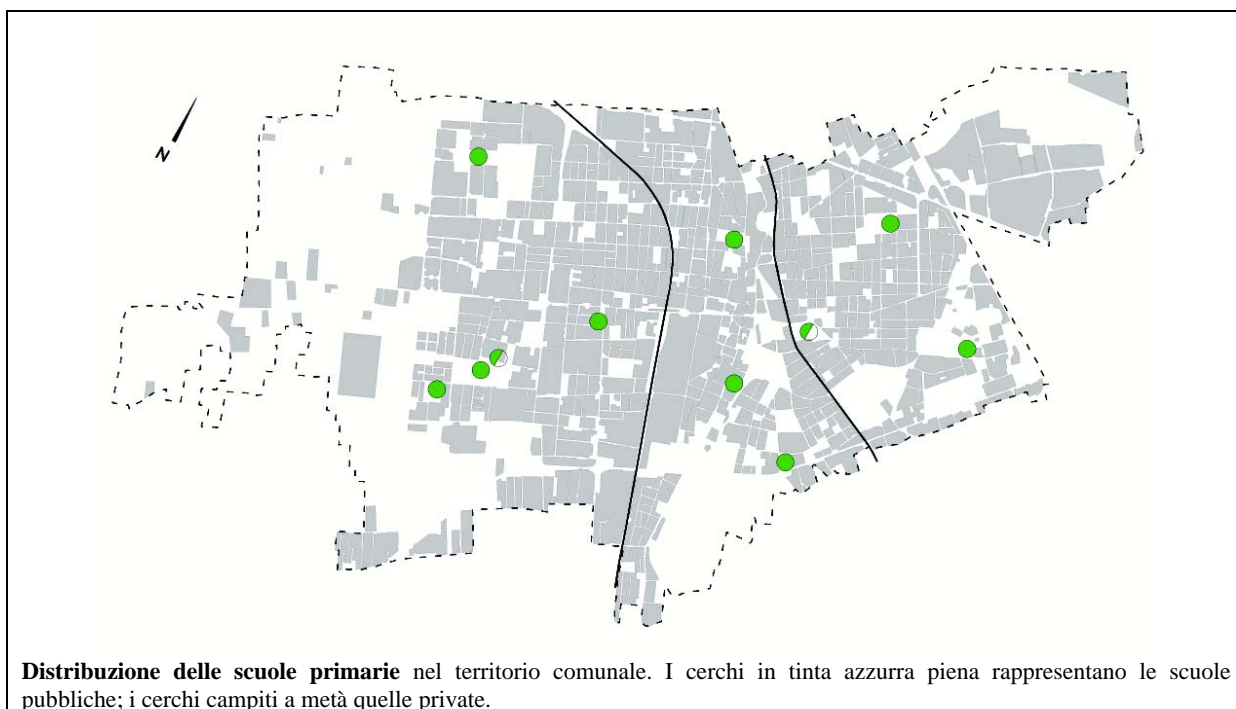 N
Distribuzione delle scuole primarie nel territorio comunale. I cerchi in tinta azzurra piena rappresentano le scuole
pubbliche; i cerchi campiti a metà quelle private.